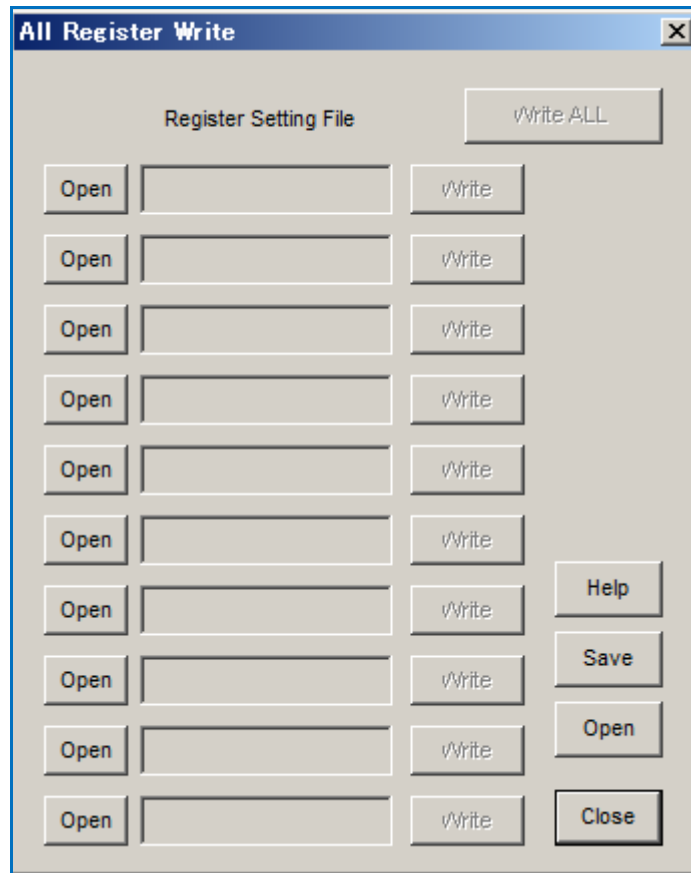 All Register Write
Register Setting File Write ALL
Open Write
Open Write
Open Write
Open Write
Open Write
Open Write
Help
Open Write
Save
Open Write
Open
Open Write
Open Write Close